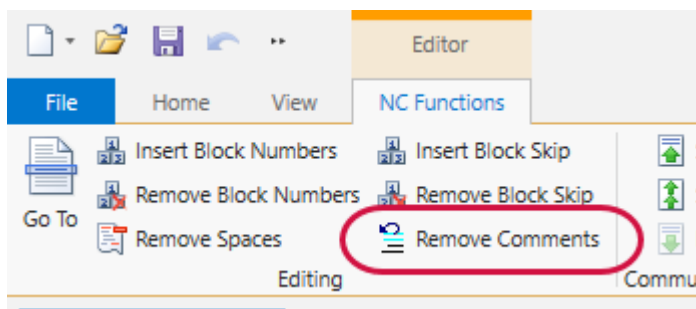 Editor
File Home View NC Functions
Go To
Insert Block Numbers Insert Block Skip
Remove Block Numbers Remove Block Skip
Remove Spaces Remove Comments
Editing Commu